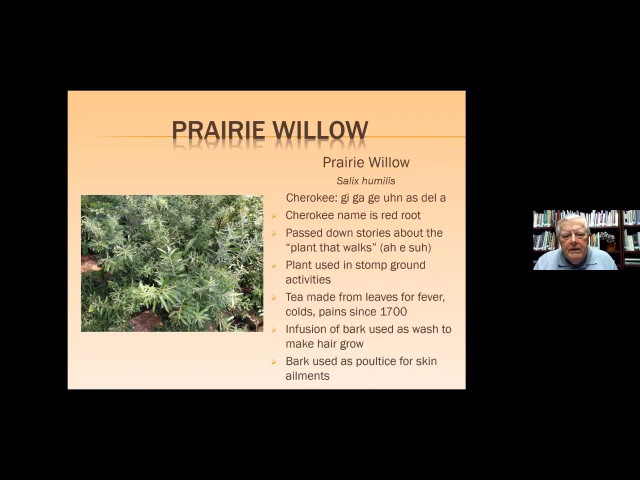 PRAIRIE WILLOW
Prairie Willow
Salix humilis
Cherokee: gi ga ge uhn as del a
Cherokee name is red root
Passed down stories about the
“plant that walks” (ah e suh)
Plant used in stomp ground
activities
Tea made from leaves for fever,
colds, pains since 1700
Infusion of bark used as wash to
make hair grow
Bark used as poultice for skin
ailments